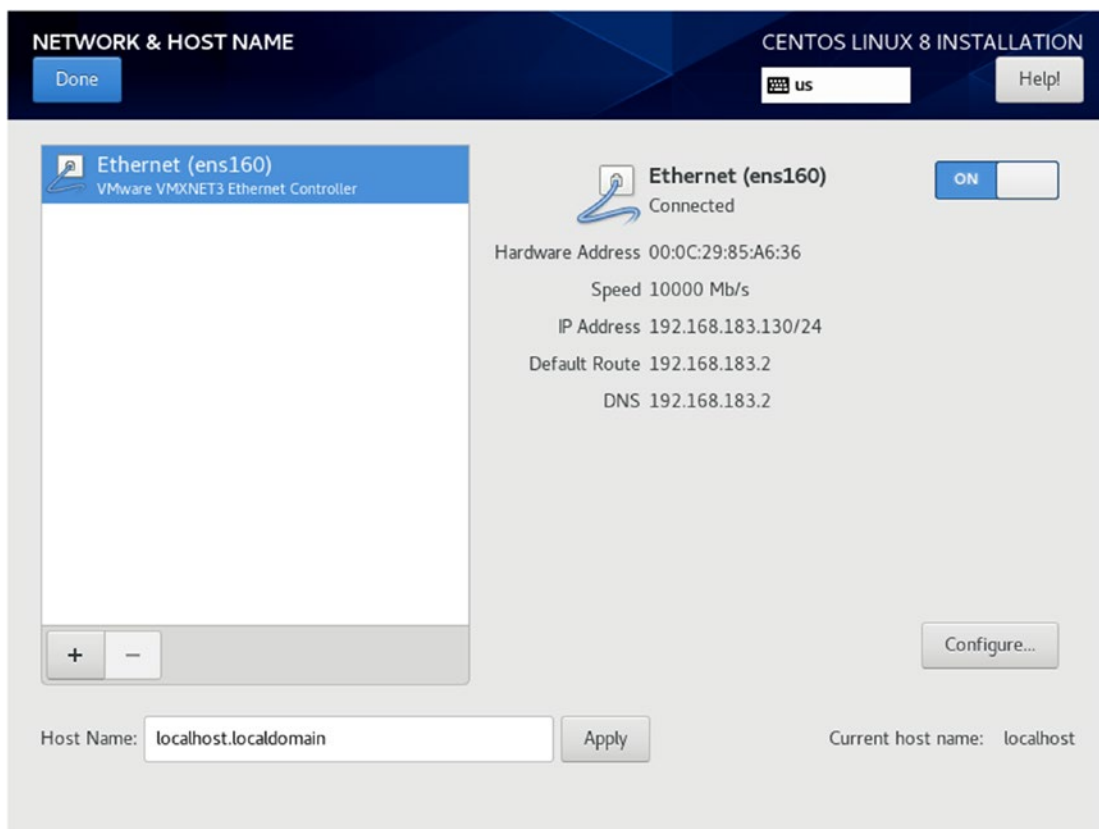 NETWORK & HOST NAME
CENTOS LINUX 8 INSTALLATION
Done
us
Help!
Ethernet (ens160)
VMware VMXNET3 Ethernet Controller
Ethernet (ens160)
Connected
ON
Hardware Address 00:0C:29:85:A6:36
Speed 10000 Mb/s
IP Address 192.168.183.130/24
Default Route 192.168.183.2
DNS 192.168.183.2
+ −
Configure...
Host Name: localhost.localdomain Apply Current host name: localhost